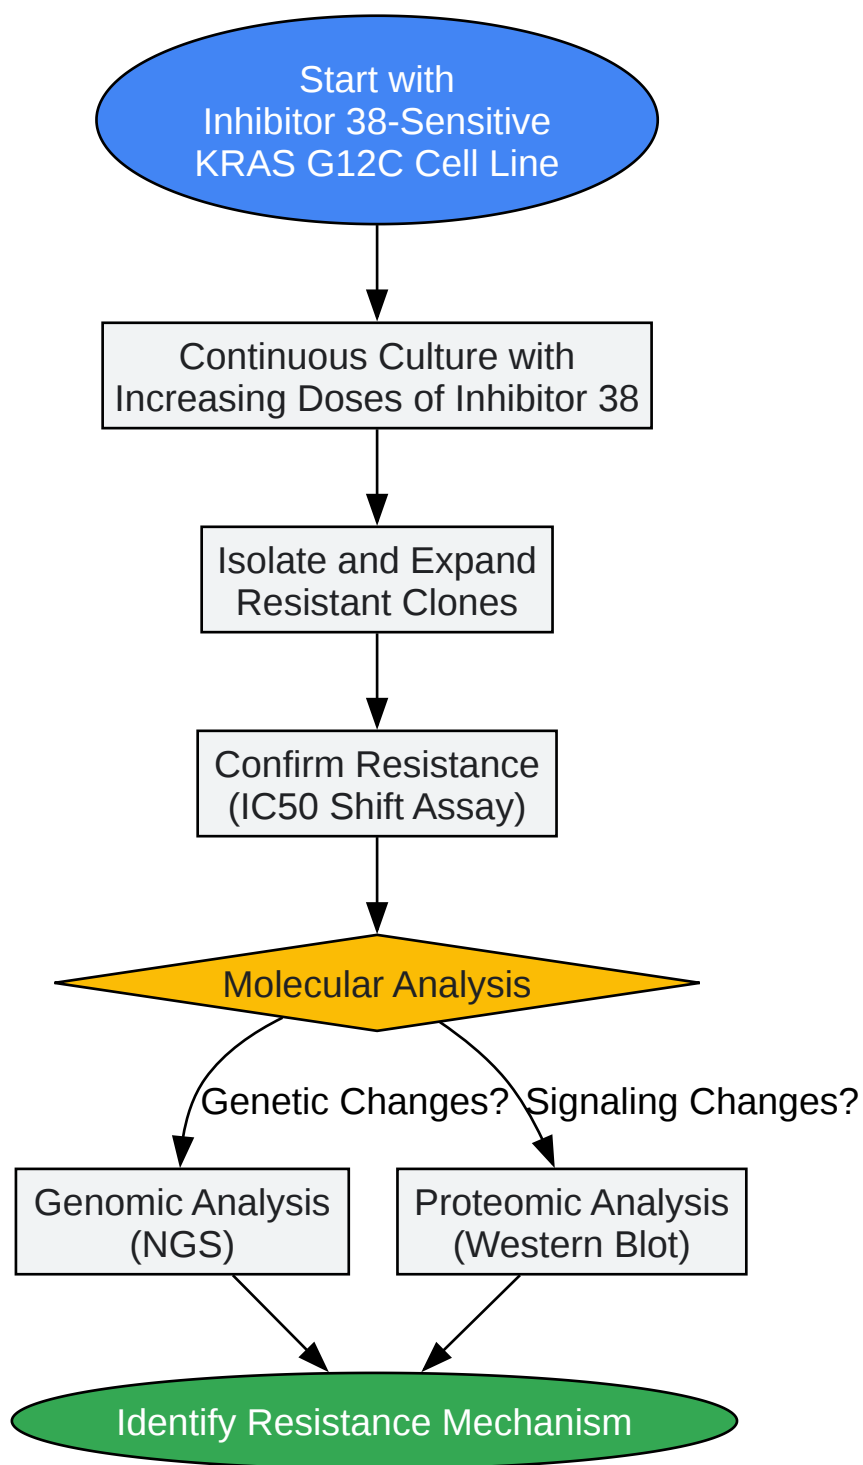 Start with
Inhibitor 38-Sensitive
KRAS G12C Cell Line
Continuous Culture with
Increasing Doses of Inhibitor 38
Isolate and Expand
Resistant Clones
Confirm Resistance
(IC50 Shift Assay)
Molecular Analysis
Genetic Changes?
Signaling Changes?
Genomic Analysis
(NGS)
Proteomic Analysis
(Western Blot)
Identify Resistance Mechanism